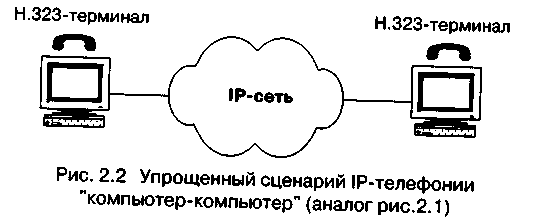 Н.323-терминал
Н.323-терминал
IP-сеть
Рис. 2.2 Упрощенный сценарий IP-телефонии
"компьютер-компьютер" (аналог рис.2.1)